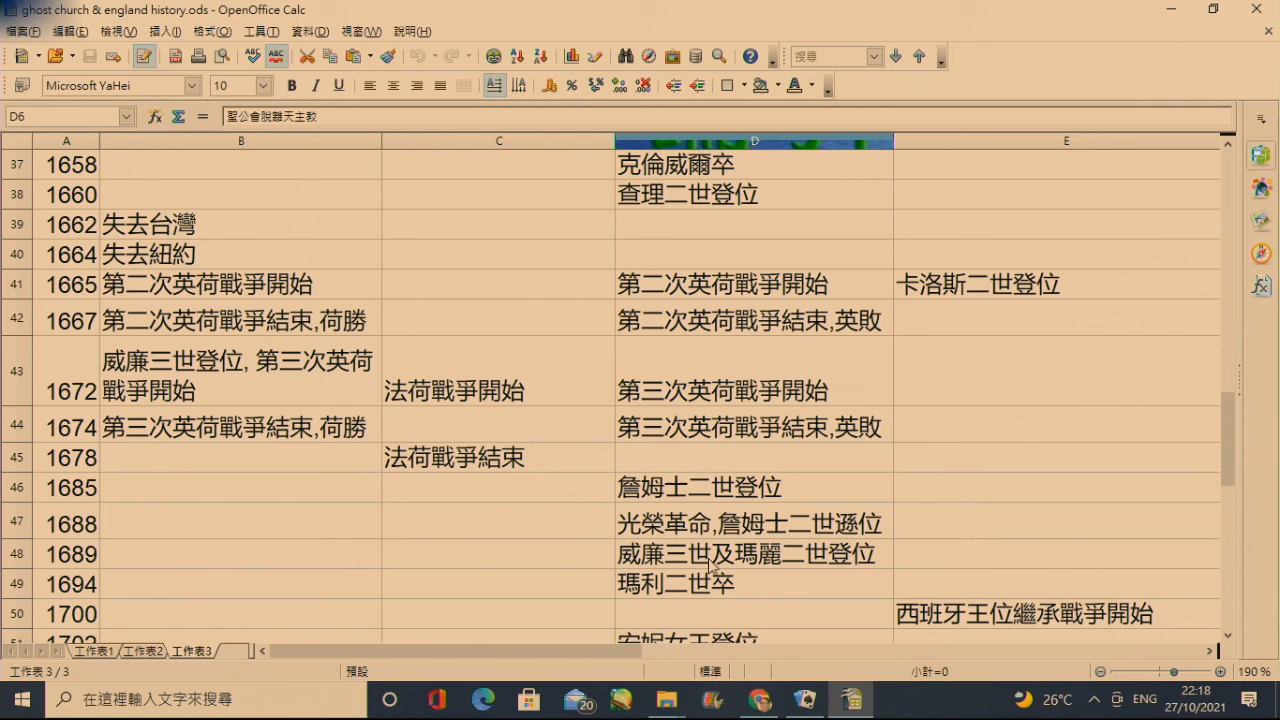 ghost church & england history.ods - OpenOffice Calc
檔案(F) 編輯(E) 檢視(V) 插入(I) 格式(O) 工具(T) 資料(D) 視窗(W) 說明(H)
搜尋
Microsoft YaHei 10
D6 聖公會脫離天主教
A B C D E
37 1658 克倫威爾卒
38 1660 查理二世登位
39 1662 失去台灣
40 1664 失去紐約
41 1665 第二次英荷戰爭開始 第二次英荷戰爭開始 卡洛斯二世登位
42 1667 第二次英荷戰爭結束,荷勝 第二次英荷戰爭結束,英敗
威廉三世登位, 第三次英荷
43 1672 戰爭開始 法荷戰爭開始 第三次英荷戰爭開始
44 1674 第三次英荷戰爭結束,荷勝 第三次英荷戰爭結束,英敗
45 1678 法荷戰爭結束
46 1685 詹姆士二世登位
47 1688 光榮革命,詹姆士二世遜位
48 1689 威廉三世及瑪麗二世登位
49 1694 瑪利二世卒
50 1700 西班牙王位繼承戰爭開始
51 1702 安妮女王登位
工作表1 工作表2 工作表3
工作表 3 / 3 預設 標準 小計=0 190 %
在這裡輸入文字來搜尋 20 26°C ENG 22:18
27/10/2021